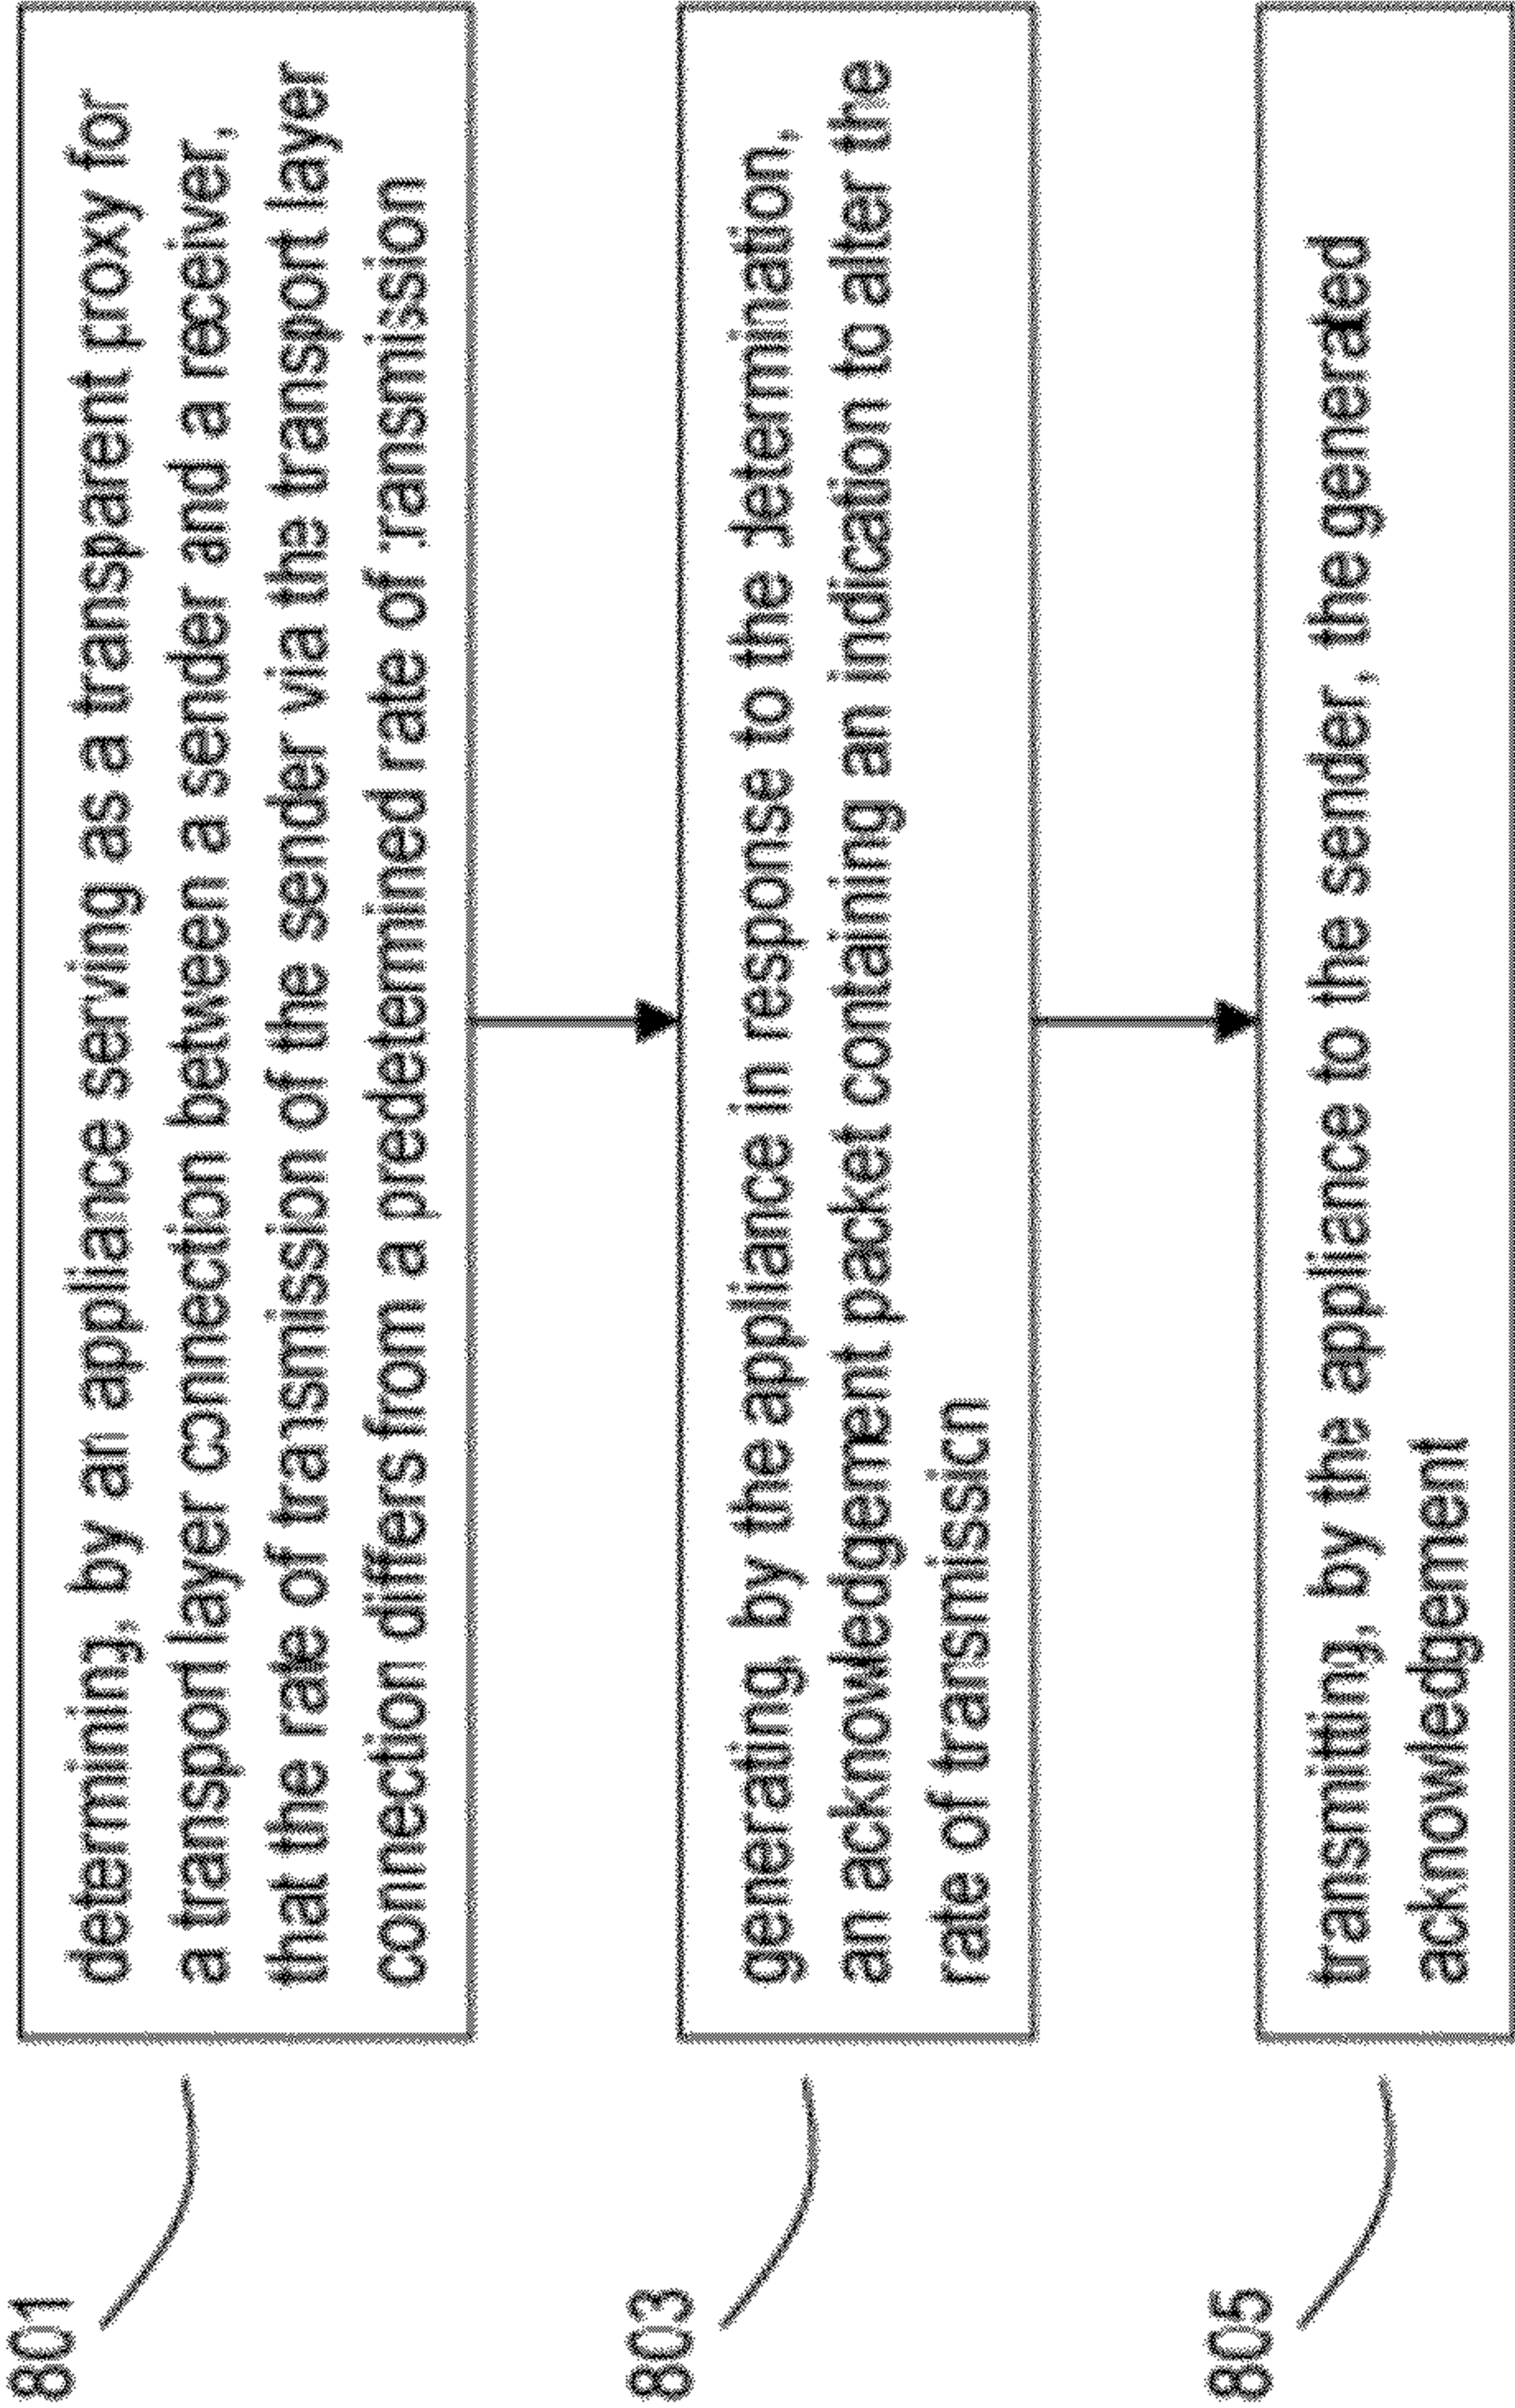 801
determining, by an appliance serving as a transparent proxy for
a transport layer connection between a sender and a receiver,
that the rate of transmission of the sender via the transport layer
connection differs from a predetermined rate of transmission
803
generating, by the appliance in response to the determination,
an acknowledgement packet containing an indication to alter the
rate of transmission
805
transmitting, by the appliance to the sender, the generated
acknowledgement